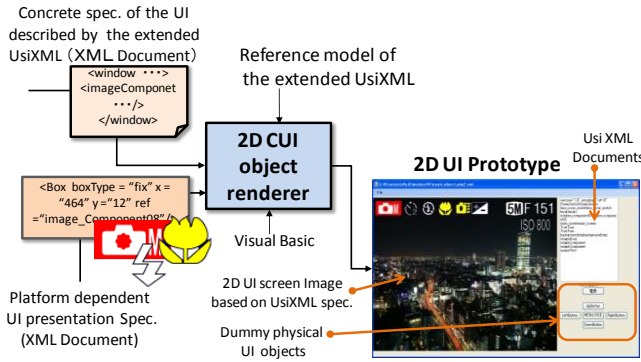 Concrete spec. of the UI
described by the extended
UsiXML (XML Document)
<window ･･･>
<imageComponet
･･･/>
</window>
Reference model of
the extended UsiXML
2D CUI
object
renderer
Visual Basic
<Box boxType = “fix” x =
“464” y =“12” ref
=“image_Component08”/>
Platform dependent
UI presentation Spec.
(XML Document)
2D UI Prototype
Usi XML
Documents
5M F 151
ISO 800
2D UI screen Image
based on UsiXML spec.
Dummy physical
UI objects